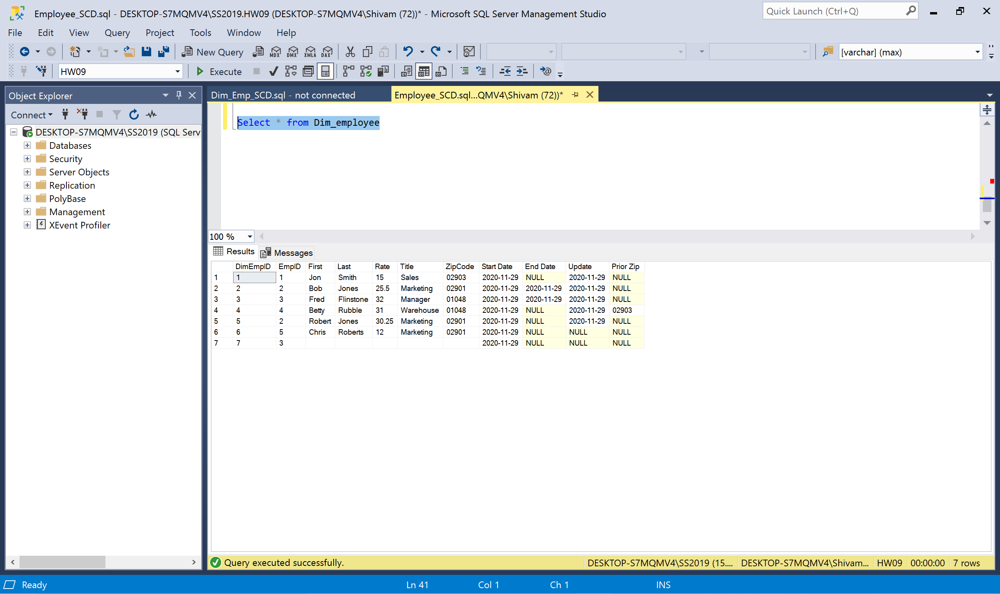 Employee_SCD.sql - DESKTOP-S7MQMV4\SS2019.HW09 (DESKTOP-S7MQMV4\Shivam (72))* - Microsoft SQL Server Management Studio
Quick Launch (Ctrl+Q)
File Edit View Query Project Tools Window Help
New Query MDX DMX XMLA DAX [varchar] (max)
HW09 Execute
Object Explorer
Dim_Emp_SCD.sql - not connected Employee_SCD.sql...QMV4\Shivam (72))*
Connect
DESKTOP-S7MQMV4\SS2019 (SQL Serv
Databases
Security
Server Objects
Replication
PolyBase
Management
XEvent Profiler
Select * from Dim_employee
100 %
Results Messages
DimEmpID EmpID First Last Rate Title ZipCode Start Date End Date Update Prior Zip
1 1 1 Jon Smith 15 Sales 02903 2020-11-29 NULL 2020-11-29 NULL
2 2 2 Bob Jones 25.5 Marketing 02901 2020-11-29 2020-11-29 2020-11-29 NULL
3 3 3 Fred Flinstone 32 Manager 01048 2020-11-29 2020-11-29 2020-11-29 NULL
4 4 4 Betty Rubble 31 Warehouse 01048 2020-11-29 NULL 2020-11-29 02903
5 5 2 Robert Jones 30.25 Marketing 02901 2020-11-29 NULL 2020-11-29 NULL
6 6 5 Chris Roberts 12 Marketing 02901 2020-11-29 NULL NULL NULL
7 7 3 2020-11-29 NULL NULL NULL
Query executed successfully. DESKTOP-S7MQMV4\SS2019 (15.... DESKTOP-S7MQMV4\Shivam... HW09 00:00:00 7 rows
Ready Ln 41 Col 1 Ch 1 INS